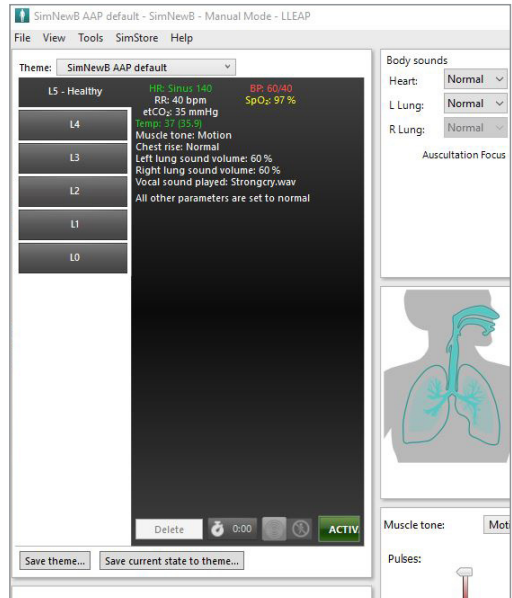 SimNewB AAP default - SimNewB - Manual Mode - LLEAP
File View Tools SimStore Help
Theme: SimNewB AAP default
L5 - Healthy
L4
L3
L2
L1
L0
HR: Sinus 140 BP: 60/40
RR: 40 bpm SpO₂: 97 %
etCO₂: 35 mmHg
Temp: 37 (35.9)
Muscle tone: Motion
Chest rise: Normal
Left lung sound volume: 60 %
Right lung sound volume: 60 %
Vocal sound played: Strongcry.wav
All other parameters are set to normal
Delete 0:00 ACTIV
Save theme... Save current state to theme...
Body sounds
Heart: Normal
L Lung: Normal
R Lung: Normal
Auscultation Focus
Muscle tone: Moti
Pulses: